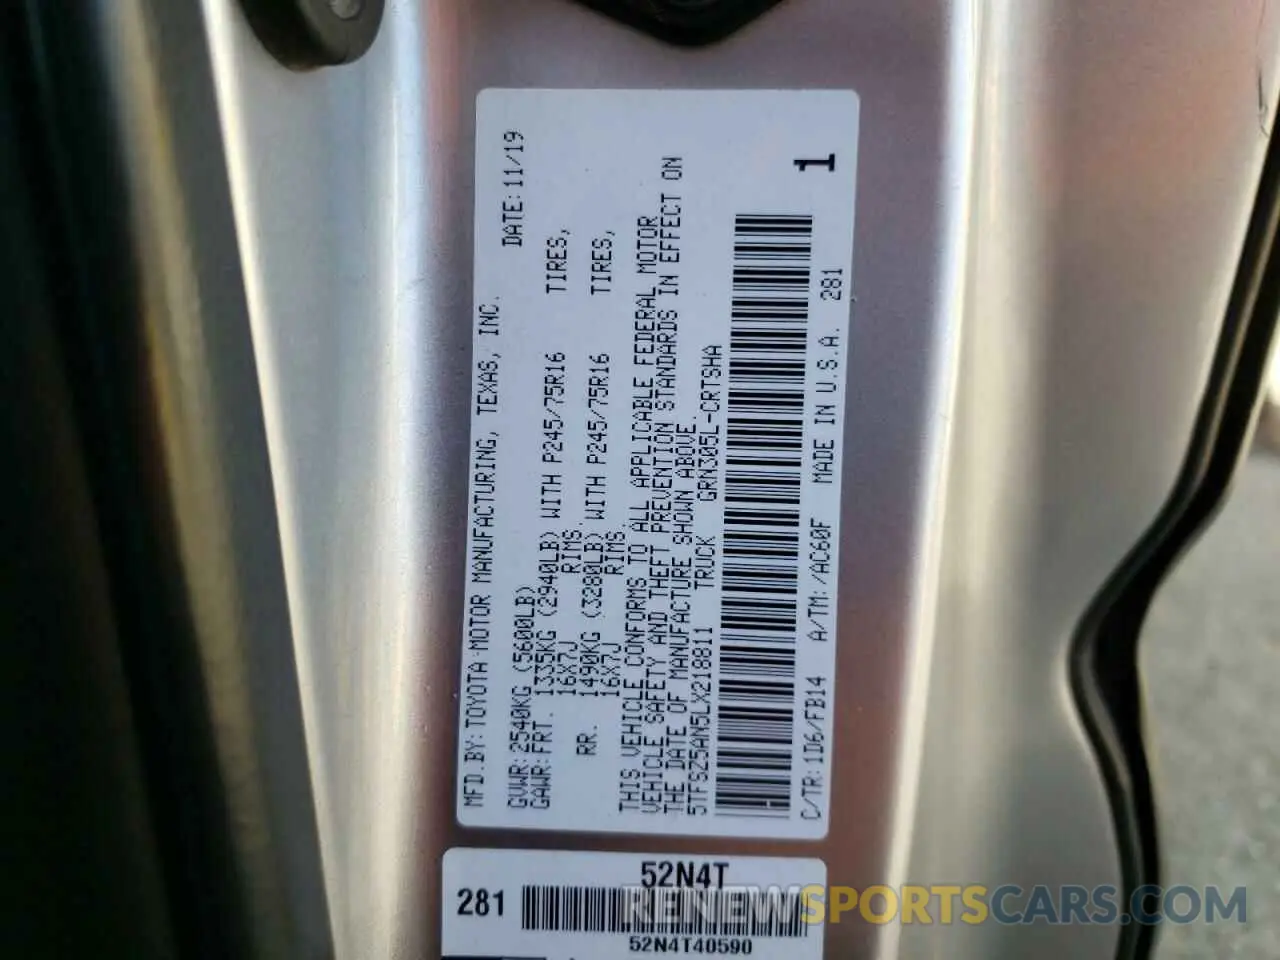 MFD.BY:TOYOTA MOTOR MANUFACTURING, TEXAS, INC.
GVWR:2540KG (5600LB) DATE:11/19
GAWR:FRT. 1335KG (2940LB) WITH P245/75R16 TIRES,
16X7J RIMS.
RR. 1490KG (3280LB) WITH P245/75R16 TIRES,
16X7J RIMS.
THIS VEHICLE CONFORMS TO ALL APPLICABLE FEDERAL MOTOR
VEHICLE SAFETY AND THEFT PREVENTION STANDARDS IN EFFECT ON
THE DATE OF MANUFACTURE SHOWN ABOVE.
5TFSZ5AN5LX218811 TRUCK GRN305L-CRTSHA
1
C/TR:1D6/FB14 A/TM:/AC60F MADE IN U.S.A. 281
52N4T
281
52N4T40590
RENEWSPORTSCARS.COM